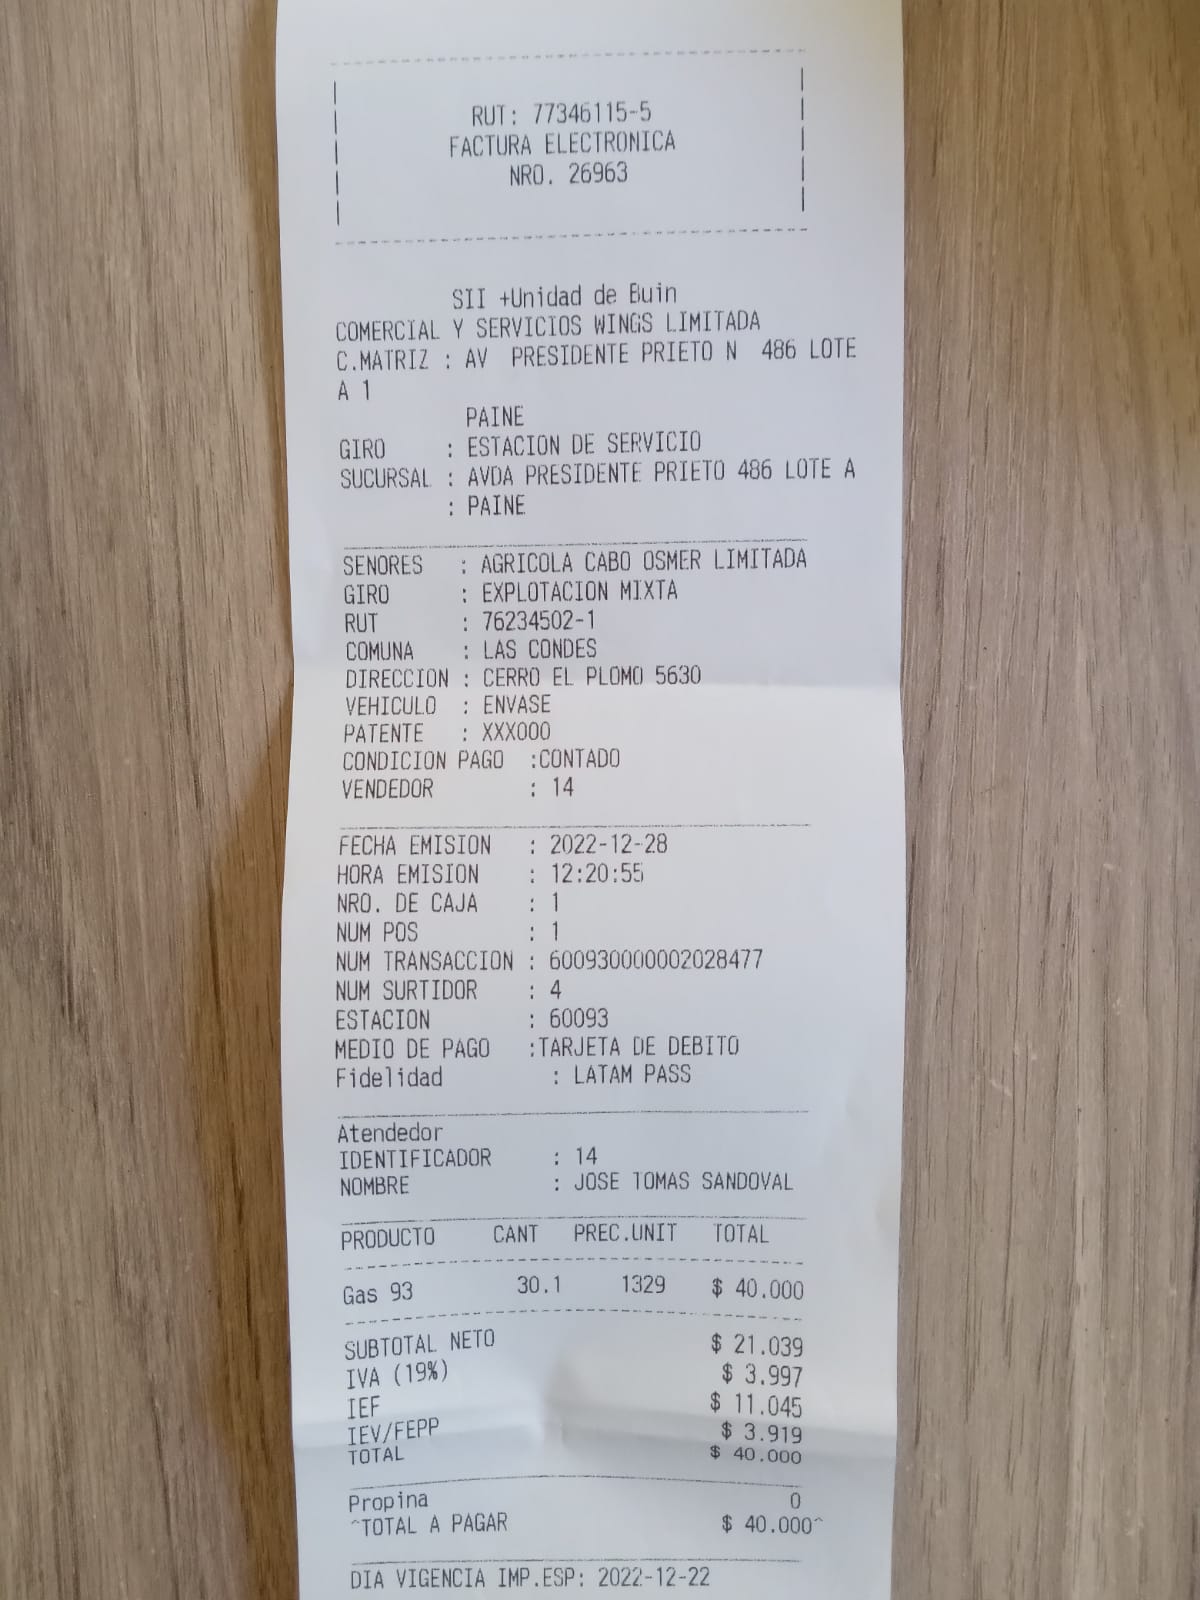 RUT: 77346115-5
FACTURA ELECTRONICA
NRO. 26963
SII +Unidad de Buin
COMERCIAL Y SERVICIOS WINGS LIMITADA
C.MATRIZ : AV PRESIDENTE PRIETO N 486 LOTE
A 1
PAINE
GIRO : ESTACION DE SERVICIO
SUCURSAL : AVDA PRESIDENTE PRIETO 486 LOTE A
: PAINE
SENORES : AGRICOLA CABO OSMER LIMITADA
GIRO : EXPLOTACION MIXTA
RUT : 76234502-1
COMUNA : LAS CONDES
DIRECCION : CERRO EL PLOMO 5630
VEHICULO : ENVASE
PATENTE : XXX000
CONDICION PAGO :CONTADO
VENDEDOR : 14
FECHA EMISION : 2022-12-28
HORA EMISION : 12:20:55
NRO. DE CAJA : 1
NUM POS : 1
NUM TRANSACCION : 600930000002028477
NUM SURTIDOR : 4
ESTACION : 60093
MEDIO DE PAGO :TARJETA DE DEBITO
Fidelidad : LATAM PASS
Atendedor
IDENTIFICADOR : 14
NOMBRE : JOSE TOMAS SANDOVAL
PRODUCTO CANT PREC.UNIT TOTAL
Gas 93 30.1 1329 $ 40.000
SUBTOTAL NETO $ 21.039
IVA (19%) $ 3.997
IEF $ 11.045
IEV/FEPP $ 3.919
TOTAL $ 40.000
Propina 0
^TOTAL A PAGAR $ 40.000^
DIA VIGENCIA IMP.ESP: 2022-12-22